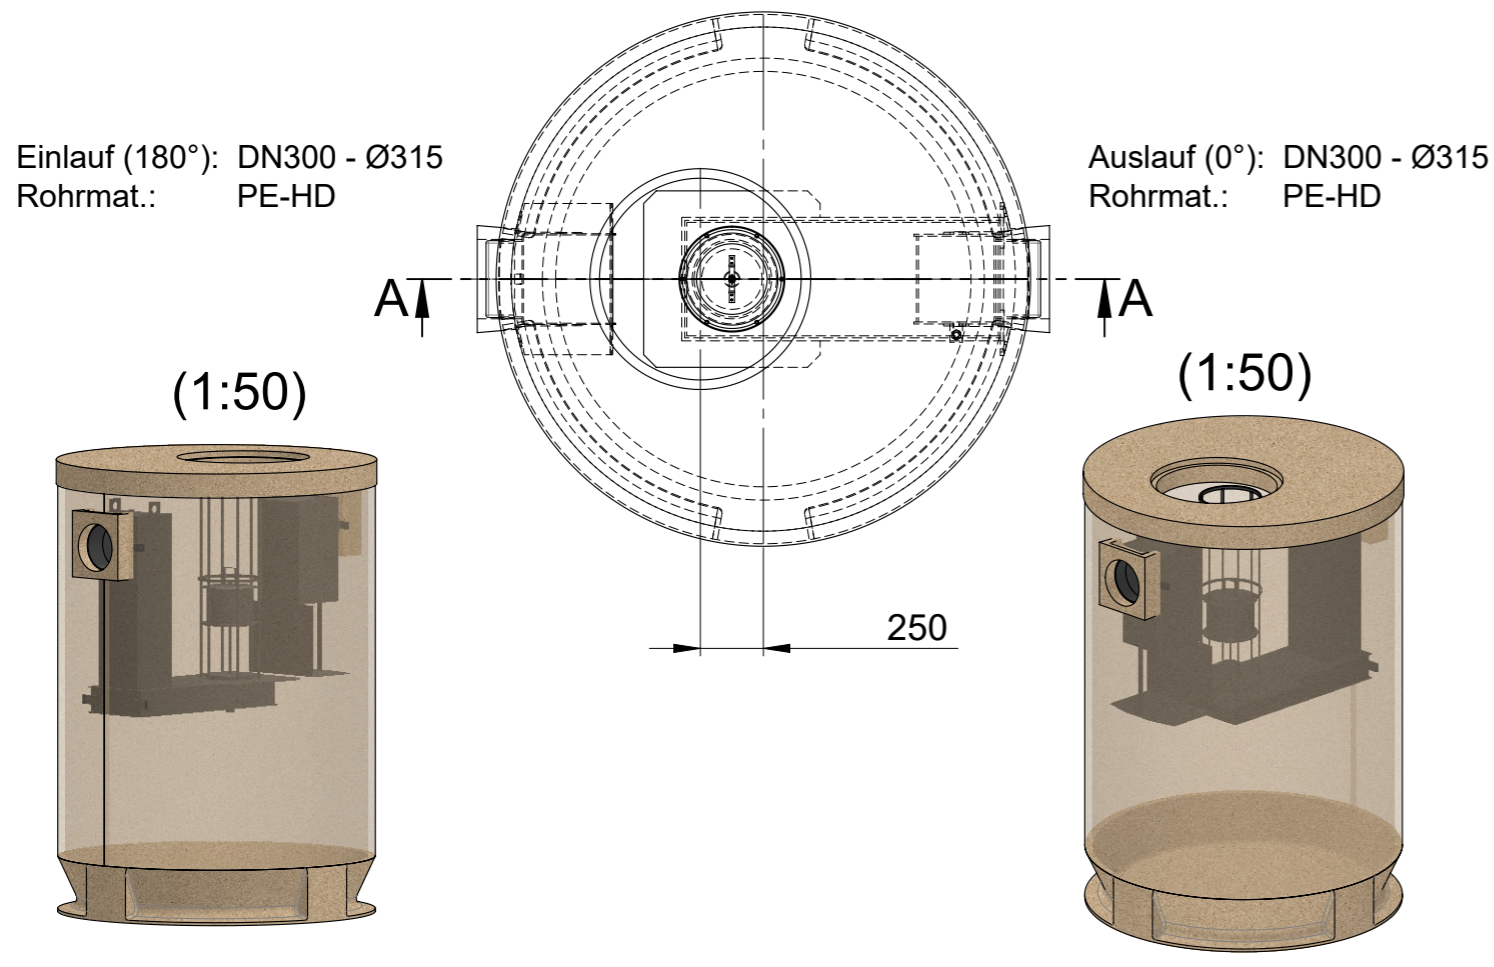 Einlauf (180°): DN300 - Ø315
Rohrmat.: PE-HD
Auslauf (0°): DN300 - Ø315
Rohrmat.: PE-HD
A
A
(1:50)
(1:50)
250